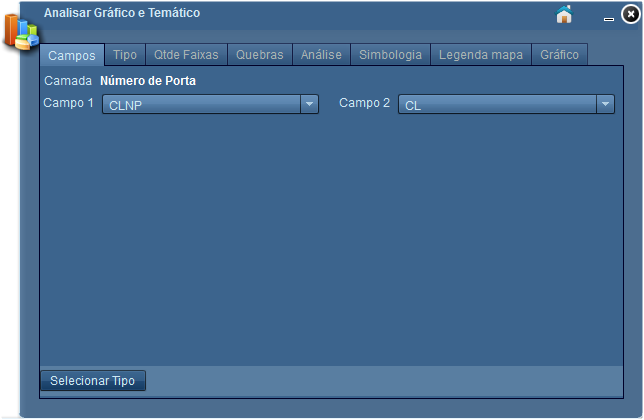 Analisar Gráfico e Temático
Campos Tipo Qtde Faixas Quebras Análise Simbologia Legenda mapa Gráfico
Camada Número de Porta
Campo 1 CLNP Campo 2 CL
Selecionar Tipo